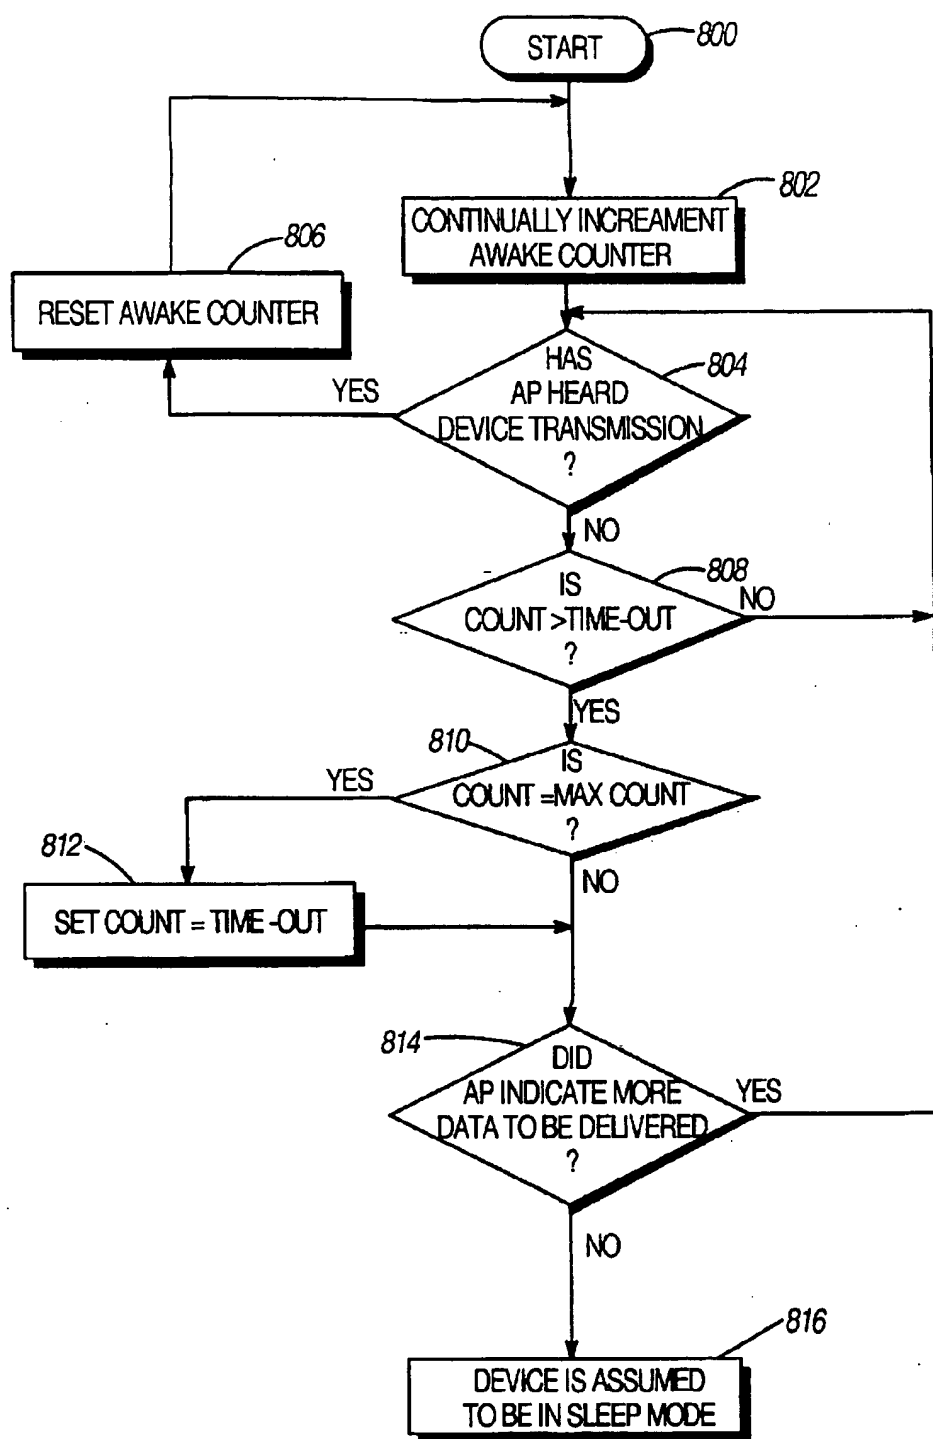 START
800
802
CONTINUALLY INCREAMENT
AWAKE COUNTER
806
RESET AWAKE COUNTER
HAS
AP HEARD
DEVICE TRANSMISSION
?
804
YES
NO
IS
COUNT >TIME-OUT
?
808
NO
YES
810
IS
COUNT =MAX COUNT
?
YES
NO
812
SET COUNT = TIME -OUT
814
DID
AP INDICATE MORE
DATA TO BE DELIVERED
?
YES
NO
816
DEVICE IS ASSUMED
TO BE IN SLEEP MODE